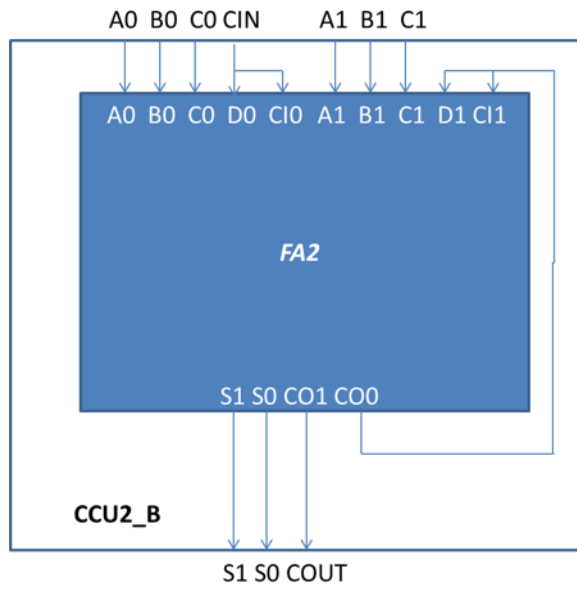 A0 B0 C0 CIN A1 B1 C1
A0 B0 C0 D0 CI0 A1 B1 C1 D1 CI1
FA2
S1 S0 CO1 CO0
CCU2_B
S1 S0 COUT